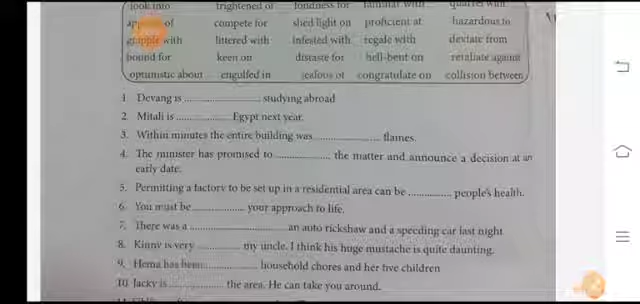 look into frightened of fondness for familiar with quarrel with
approve of compete for shed light on proficient at hazardous to
grapple with littered with infested with regale with deviate from
bound for keen on distaste for hell-bent on retaliate against
optimistic about engulfed in jealous of congratulate on collision between
1. Devang is .......................... studying abroad
2. Mitali is ................... Egypt next year.
3. Within minutes the entire building was ....................... flames.
4. The minister has promised to ................... the matter and announce a decision at an
early date.
5. Permitting a factory to be set up in a residential area can be ............... people's health.
6. You must be .................. your approach to life.
7. There was a ......................... an auto rickshaw and a speeding car last night
8. Kinny is very ............... my uncle. I think his huge mustache is quite daunting.
9. Hema has been ................... household chores and her five children
10. Jacky is ..................... the area. He can take you around.